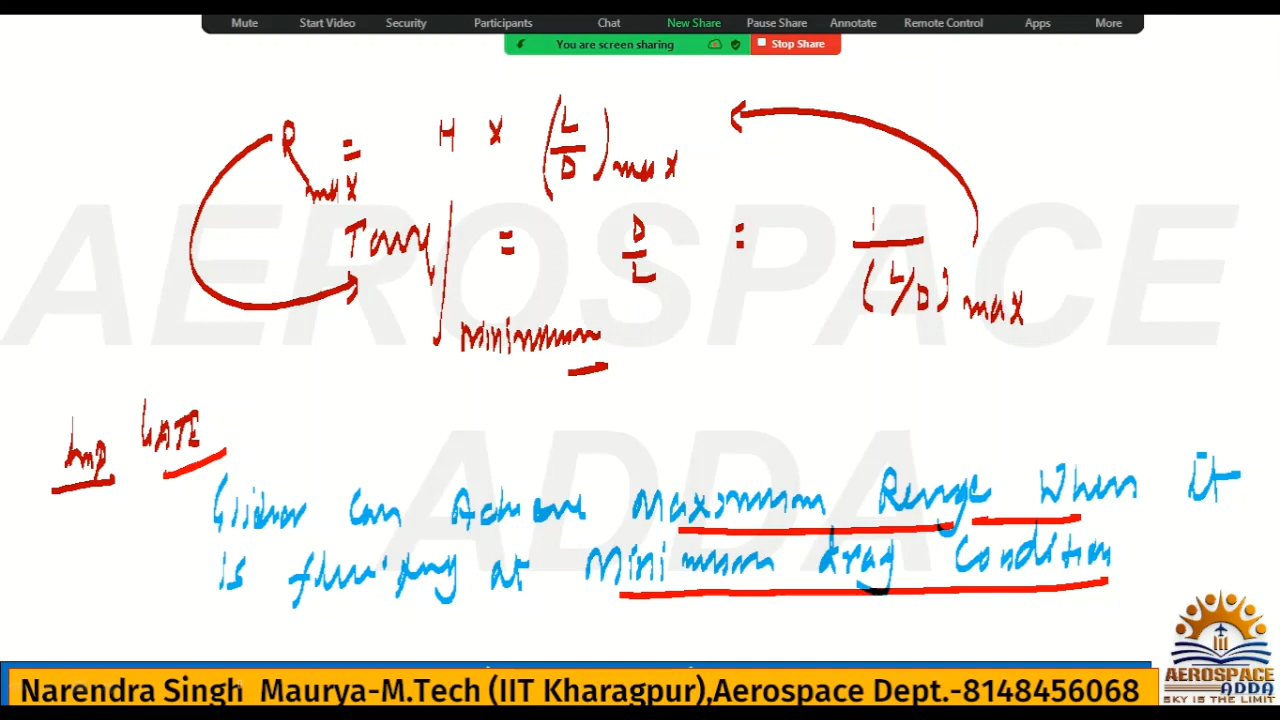 Mute Start Video Security Participants Chat New Share Pause Share Annotate Remote Control Apps More
You are screen sharing Stop Share
R max = H x (L/D) max
Tanγ | minimum = D/L = 1/(L/D) max
Imp GATE
Glider can Achieve Maximum Range When it
is flying at Minimum drag Condition
AEROSPACE
ADDA
Narendra Singh Maurya-M.Tech (IIT Kharagpur),Aerospace Dept.-8148456068
AEROSPACE
ADDA
SKY IS THE LIMIT